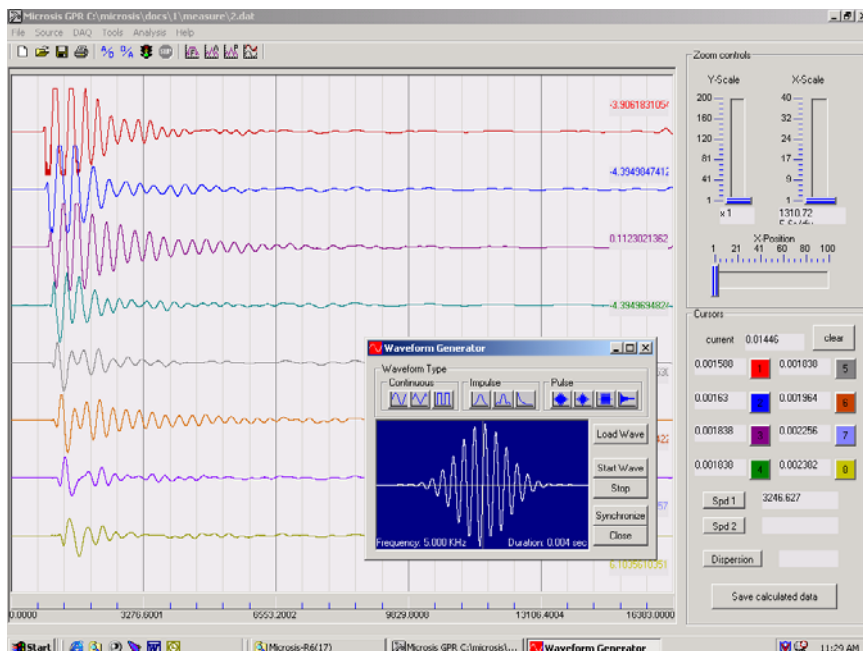 Microsis GPR C:\microsis\docs\1\measure\2.dat
File Source DAQ Tools Analysis Help
-3.9061831054
-4.3949847412
0.1123021362
-4.3949694824
Zoom controls
Y-Scale X-Scale
200 40
160 32
120 24
81 17
41 9
1 1
x 1 1310.72
X-Position
1 21 41 60 80 100
Cursors
current 0.01446 clear
0.001588 1 0.001838 5
0.00163 0.001964 6
0.001838 3 0.002256 7
0.001838 4 0.002382 8
Spd 1 3246.627
Spd 2
Dispersion
Save calculated data
Waveform Generator
Waveform Type
Continuous Impulse Pulse
Load Wave
Start Wave
Stop
Synchronize
Close
Frequency: 5.000 KHz Duration: 0.004 sec
0.0000 3276.6001 6553.2002 9829.8000 13106.4004 16383.0000
Start Microsis-R6(17) Microsis GPR C:\microsis\... Waveform Generator 11:29 AM